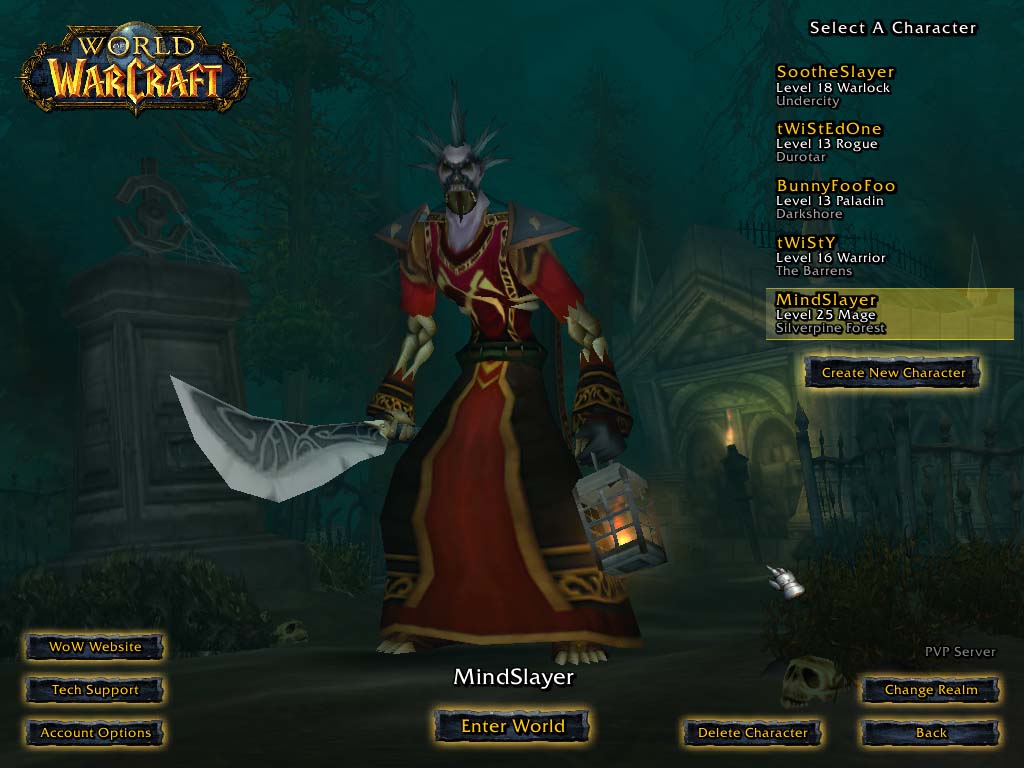 WORLD
OF
WARCRAFT
Select A Character
SootheSlayer
Level 18 Warlock
Undercity
tWiStEdOne
Level 13 Rogue
Durotar
BunnyFooFoo
Level 13 Paladin
Darkshore
tWiStY
Level 16 Warrior
The Barrens
MindSlayer
Level 25 Mage
Silverpine Forest
Create New Character
WoW Website
Tech Support
Account Options
MindSlayer
Enter World
PVP Server
Change Realm
Delete Character
Back